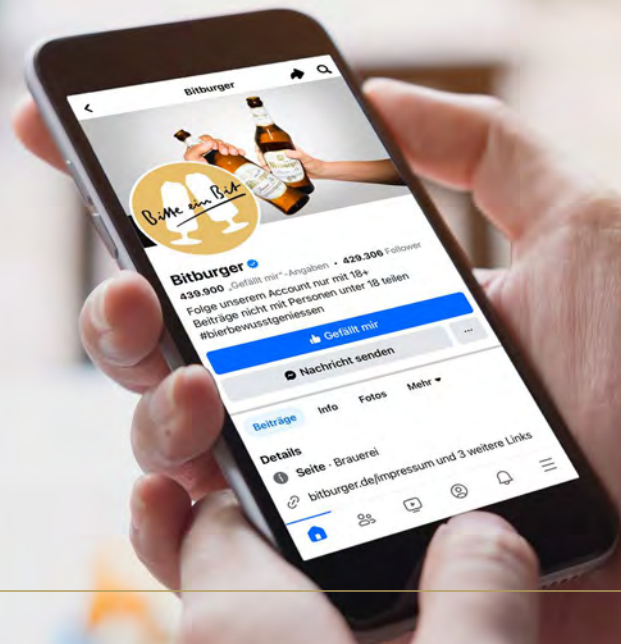 Bitburger
Bitte ein Bit
Bitburger
439.900 „Gefällt mir“-Angaben · 429.306 Follower
Folge unserem Account nur mit 18+
Beiträge nicht mit Personen unter 18 teilen
#bierbewusstgeniessen
Gefällt mir
Nachricht senden
...
Beiträge Info Fotos Mehr
Details
Seite · Brauerei
bitburger.de/impressum und 3 weitere Links